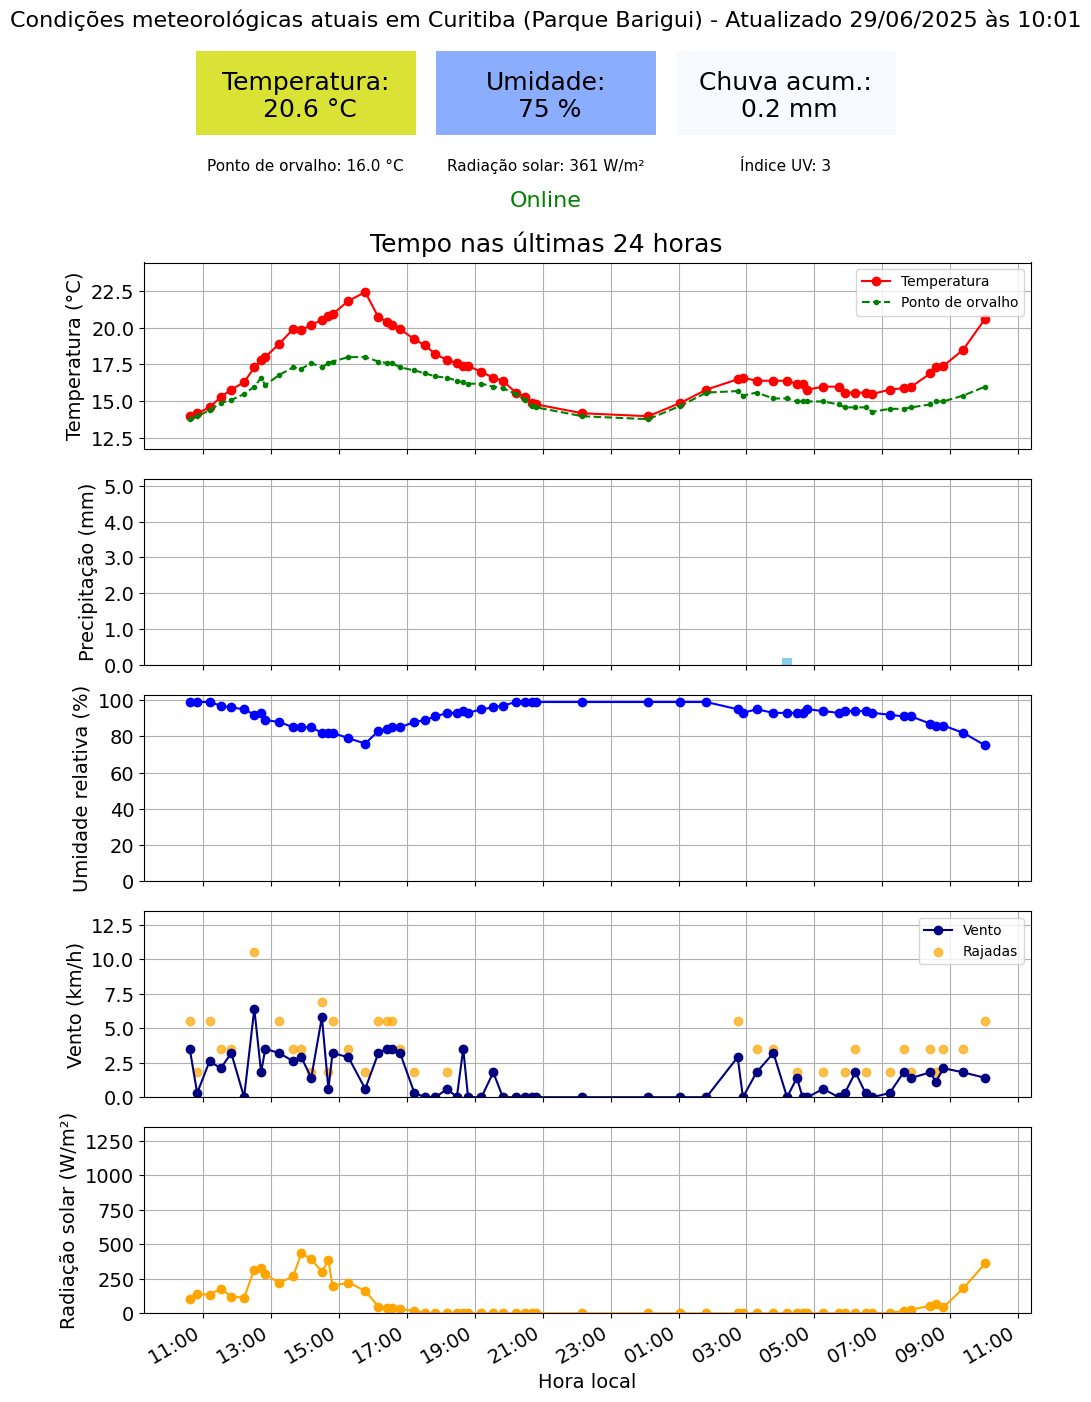 Condições meteorológicas atuais em Curitiba (Parque Barigui) - Atualizado 29/06/2025 às 10:01
Temperatura:
20.6 °C
Umidade:
75 %
Chuva acum.:
0.2 mm
Ponto de orvalho: 16.0 °C
Radiação solar: 361 W/m²
Índice UV: 3
Online
Tempo nas últimas 24 horas
Temperatura (°C)
22.5
20.0
17.5
15.0
12.5
Temperatura
Ponto de orvalho
Precipitação (mm)
5.0
4.0
3.0
2.0
1.0
0.0
Umidade relativa (%)
100
80
60
40
20
0
Vento (km/h)
12.5
10.0
7.5
5.0
2.5
0.0
Vento
Rajadas
Radiação solar (W/m²)
1250
1000
750
500
250
0
11:00
13:00
15:00
17:00
19:00
21:00
23:00
01:00
03:00
05:00
07:00
09:00
11:00
Hora local